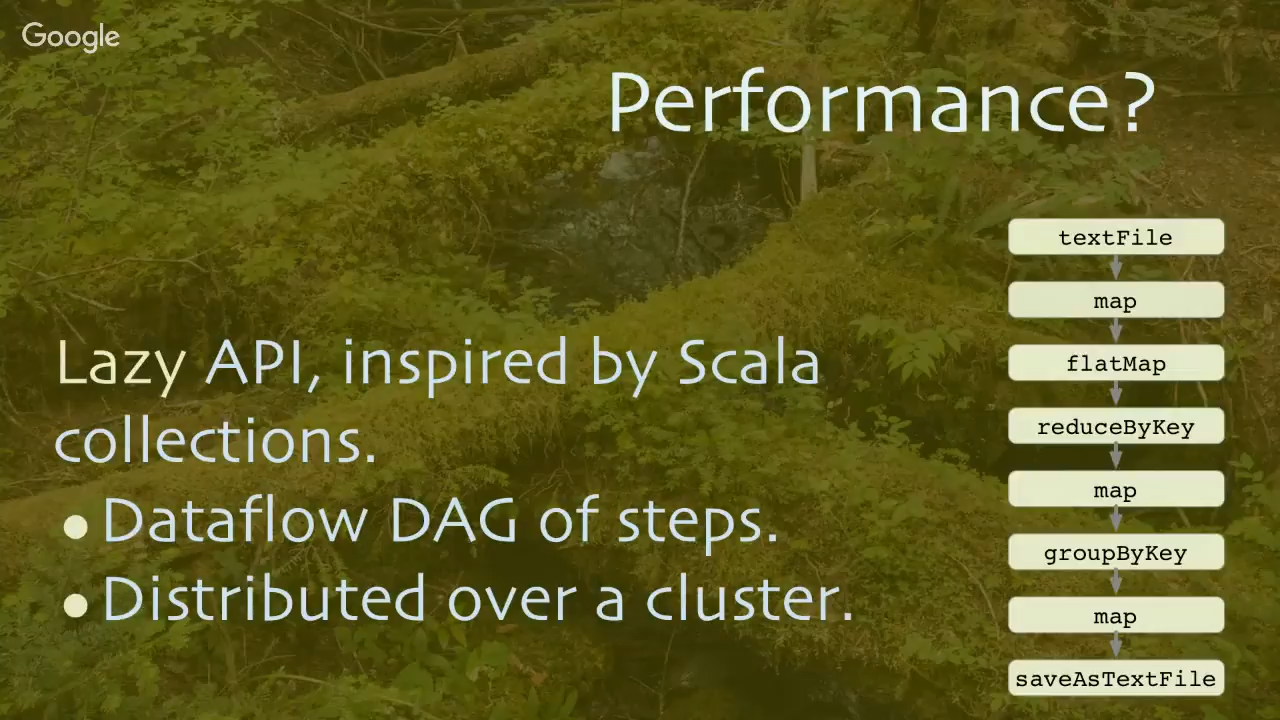 Google
Performance?
Lazy API, inspired by Scala
collections.
● Dataflow DAG of steps.
● Distributed over a cluster.
textFile
map
flatMap
reduceByKey
map
groupByKey
map
saveAsTextFile